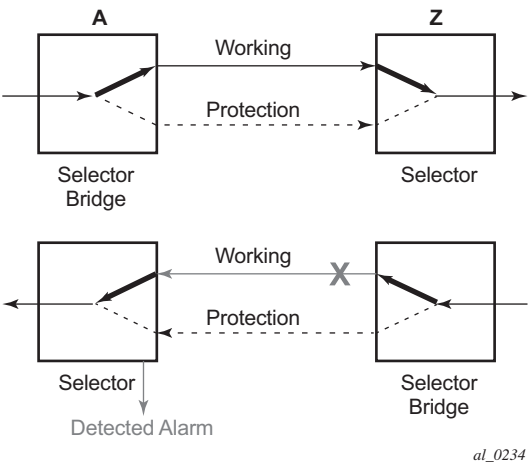 A
Z
Working
Protection
Selector
Bridge
Selector
Working
X
Protection
Selector
Selector
Bridge
Detected Alarm
al_0234